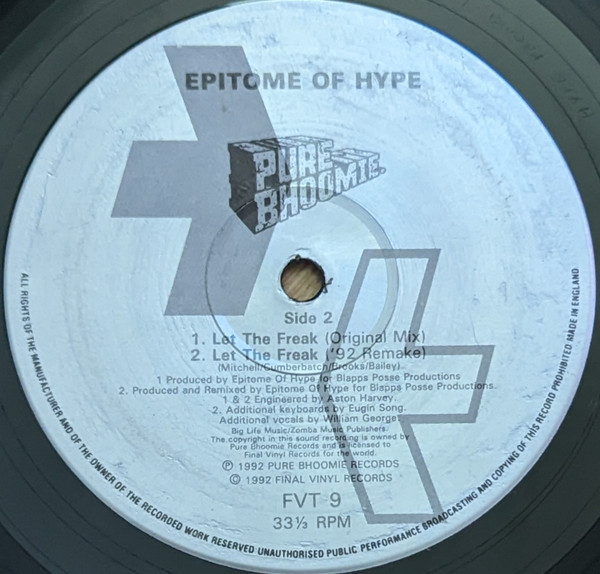 EPITOME OF HYPE
PURE
BHOOMIE.
Side 2
1. Let The Freak (Original Mix)
2. Let The Freak ('92 Remake)
(Mitchell/Cumberbatch/Brooks/Bailey)
1 Produced by Epitome Of Hype for Blapps Posse Productions.
2. Produced and Remixed by Epitome Of Hype for Blapps Posse Productions.
1 & 2 Engineered by Aston Harvey.
2. Additional keyboards by Eugin Song.
Additional vocals by William George.
Big Life Music/Zomba Music Publishers.
The copyright in this sound recording is owned by
Pure Bhoomie Records and is licensed to
Final Vinyl Records for the world.
℗ 1992 PURE BHOOMIE RECORDS
© 1992 FINAL VINYL RECORDS
FVT 9
33⅓ RPM
ALL RIGHTS OF THE MANUFACTURER AND OF THE OWNER OF THE RECORDED WORK RESERVED UNAUTHORISED PUBLIC PERFORMANCE BROADCASTING AND COPYING OF THIS RECORD PROHIBITED MADE IN ENGLAND